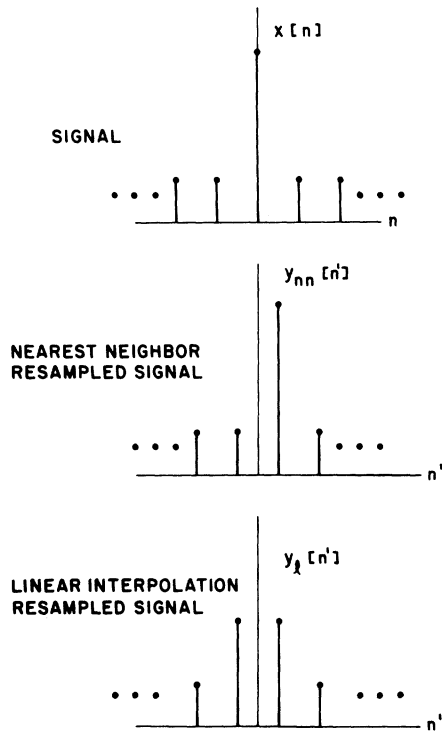 x[n]
SIGNAL
• • •
• • •
n
y_nn [n']
NEAREST NEIGHBOR
RESAMPLED SIGNAL
• • •
• • •
n'
y_ℓ [n']
LINEAR INTERPOLATION
RESAMPLED SIGNAL
• • •
• • •
n'